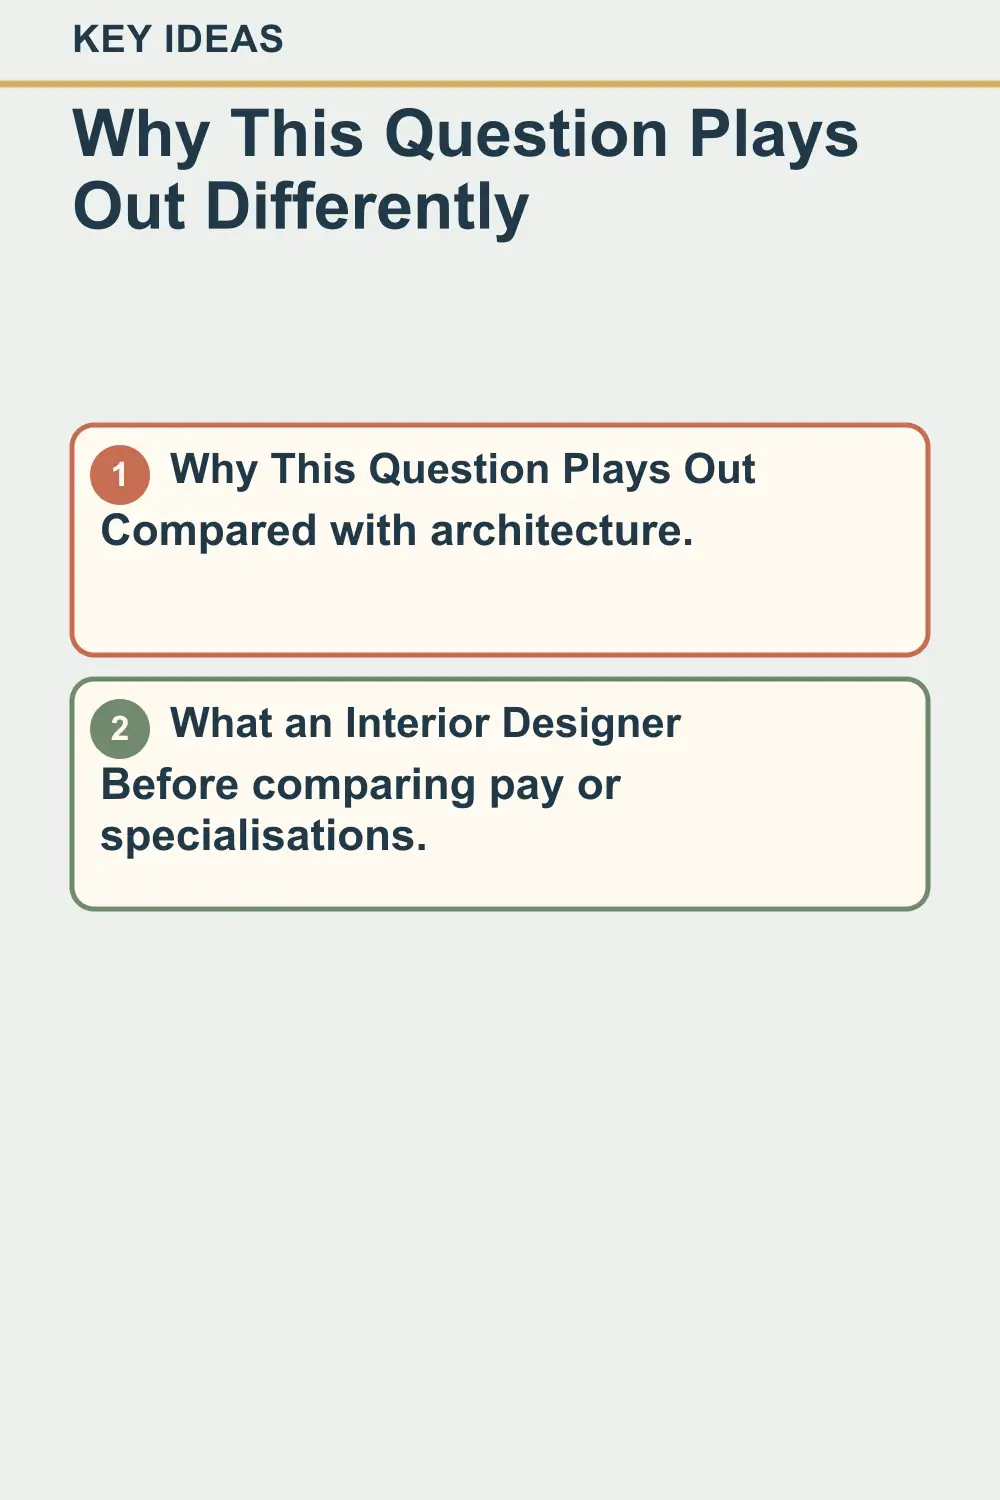 KEY IDEAS
Why This Question Plays
Out Differently
1 Why This Question Plays Out
Compared with architecture.
2 What an Interior Designer
Before comparing pay or
specialisations.